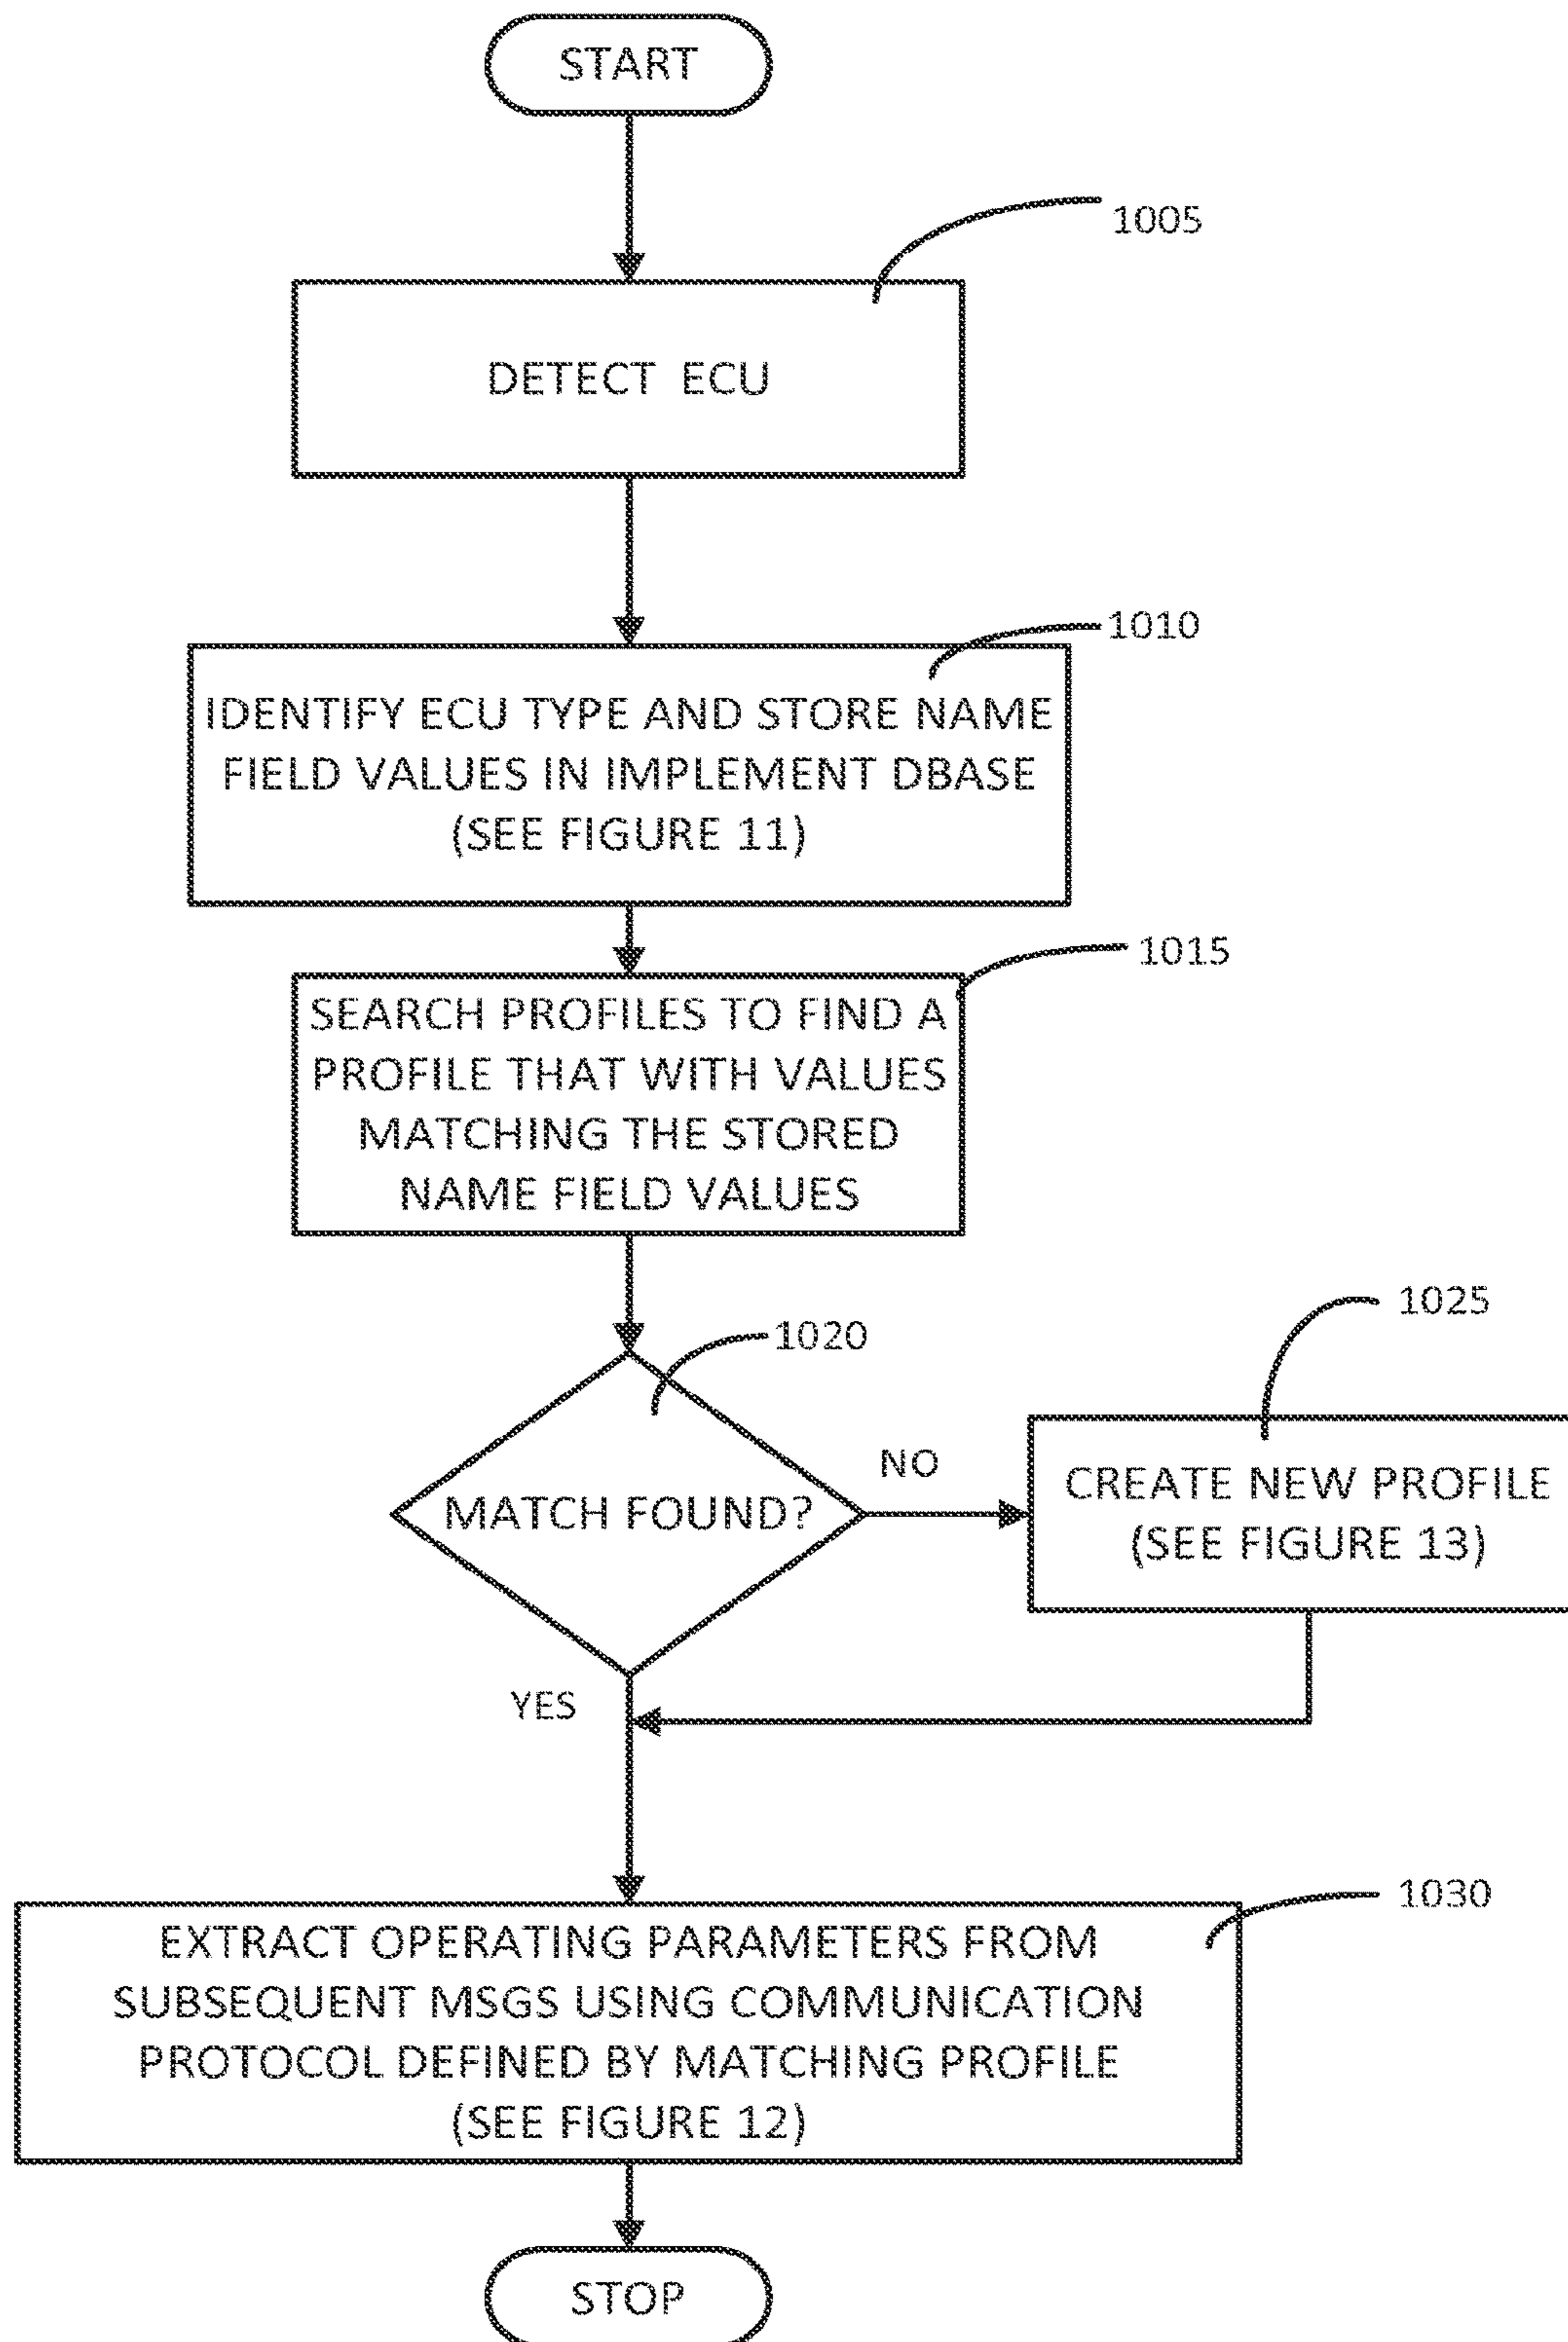 START
1005
DETECT ECU
1010
IDENTIFY ECU TYPE AND STORE NAME
FIELD VALUES IN IMPLEMENT DBASE
(SEE FIGURE 11)
1015
SEARCH PROFILES TO FIND A
PROFILE THAT WITH VALUES
MATCHING THE STORED
NAME FIELD VALUES
1020
1025
MATCH FOUND?
NO
CREATE NEW PROFILE
(SEE FIGURE 13)
YES
1030
EXTRACT OPERATING PARAMETERS FROM
SUBSEQUENT MSGS USING COMMUNICATION
PROTOCOL DEFINED BY MATCHING PROFILE
(SEE FIGURE 12)
STOP